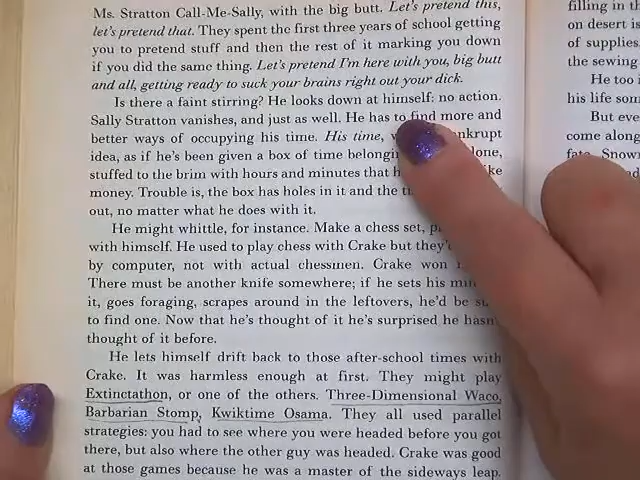 Ms. Stratton Call-Me-Sally, with the big butt. Let's pretend this,
let's pretend that. They spent the first three years of school getting
you to pretend stuff and then the rest of it marking you down
if you did the same thing. Let's pretend I'm here with you, big butt
and all, getting ready to suck your brains right out your dick.
Is there a faint stirring? He looks down at himself: no action.
Sally Stratton vanishes, and just as well. He has to find more and
better ways of occupying his time. His time,
idea, as if he's been given a box of time
stuffed to the brim with hours and minutes that
money. Trouble is, the box has holes in it and the
out, no matter what he does with it.
He might whittle, for instance. Make a chess set,
with himself. He used to play chess with Crake but
by computer, not with actual chessmen. Crake won
There must be another knife somewhere; if he sets his
it, goes foraging, scrapes around in the leftovers, he'd be
to find one. Now that he's thought of it he's surprised he
thought of it before.
He lets himself drift back to those after-school times with
Crake. It was harmless enough at first. They might play
Extinctathon, or one of the others. Three-Dimensional Waco,
Barbarian Stomp, Kwiktime Osama. They all used parallel
strategies: you had to see where you were headed before you got
there, but also where the other guy was headed. Crake was good
at those games because he was a master of the sideways leap.
filling in th
on desert is
of supplies
the sewing
He too
his life som
But eve
come along
Snow